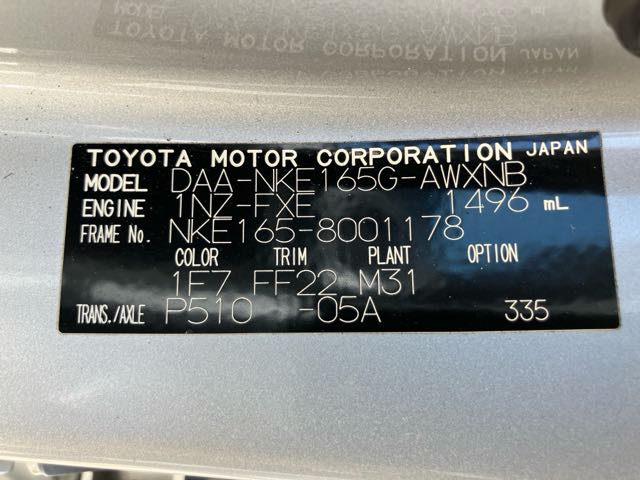 TOYOTA MOTOR CORPORATION JAPAN
MODEL DAA-NKE165G-AWXNB
ENGINE 1NZ-FXE 1496 mL
FRAME No. NKE165-8001178
COLOR TRIM PLANT OPTION
1F7 FF22 M31
TRANS./AXLE P510 -05A 335